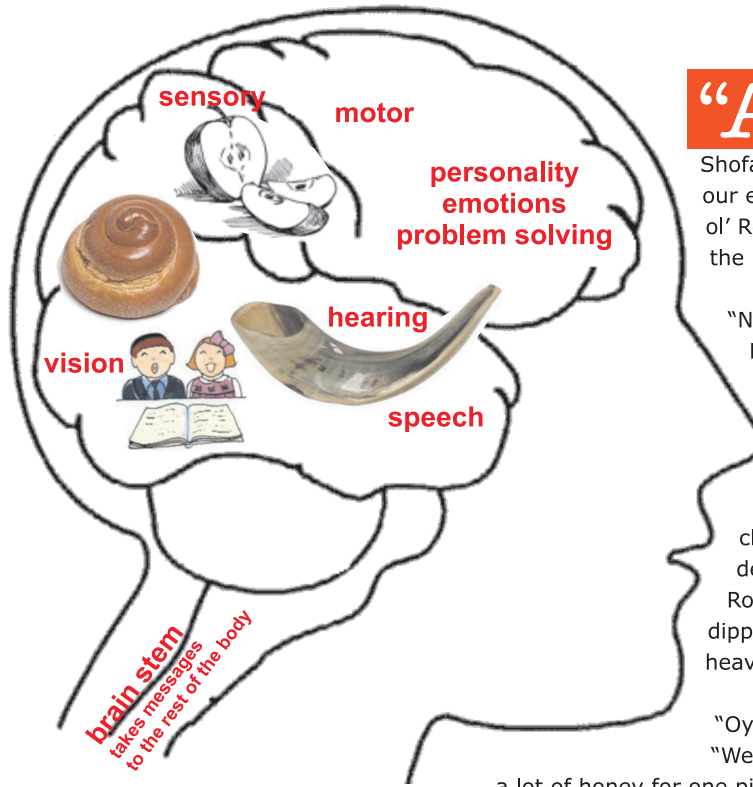 sensory
motor
personality
emotions
problem solving
hearing
vision
speech
brain stem
takes messages
to the rest of the body
“A
Shofa
our e
ol’ R
the
“N
cl
de
Ro
dipp
heav
“Oy
“We
a lot of honey for one pi